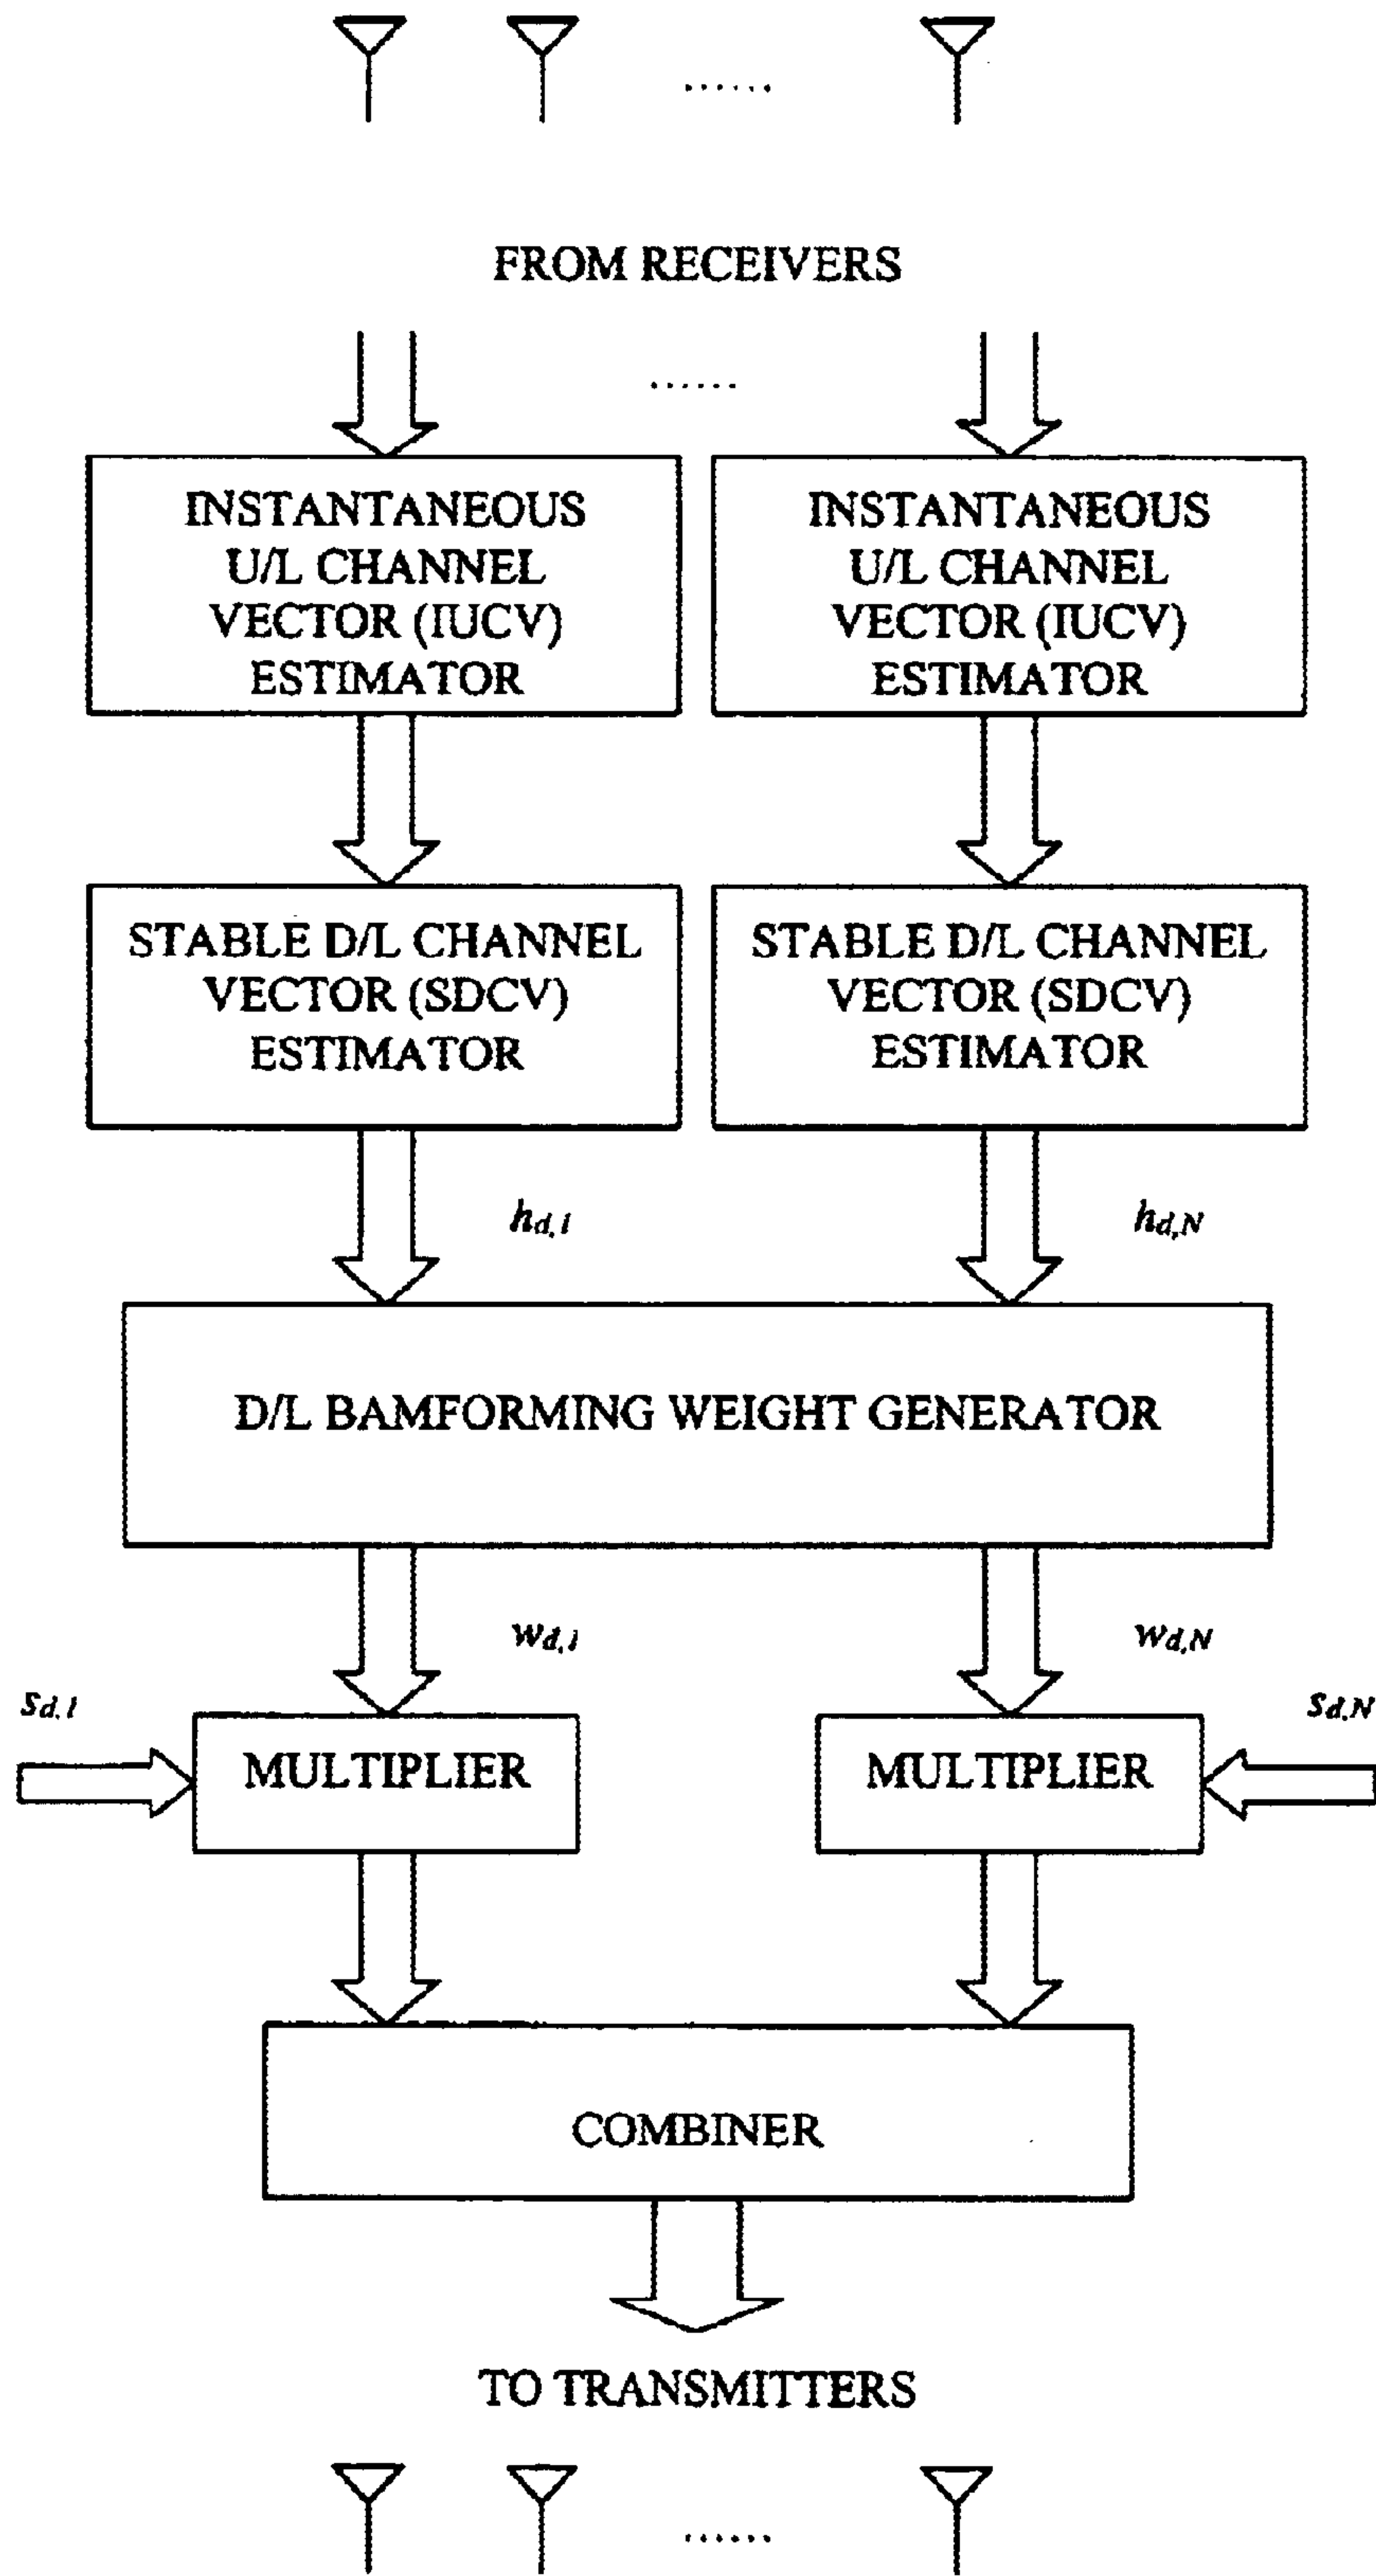 ......
FROM RECEIVERS
......
INSTANTANEOUS
U/L CHANNEL
VECTOR (IUCV)
ESTIMATOR
INSTANTANEOUS
U/L CHANNEL
VECTOR (IUCV)
ESTIMATOR
STABLE D/L CHANNEL
VECTOR (SDCV)
ESTIMATOR
STABLE D/L CHANNEL
VECTOR (SDCV)
ESTIMATOR
hd,1
hd,N
D/L BAMFORMING WEIGHT GENERATOR
wd,1
wd,N
sd,1
sd,N
MULTIPLIER
MULTIPLIER
COMBINER
TO TRANSMITTERS
......